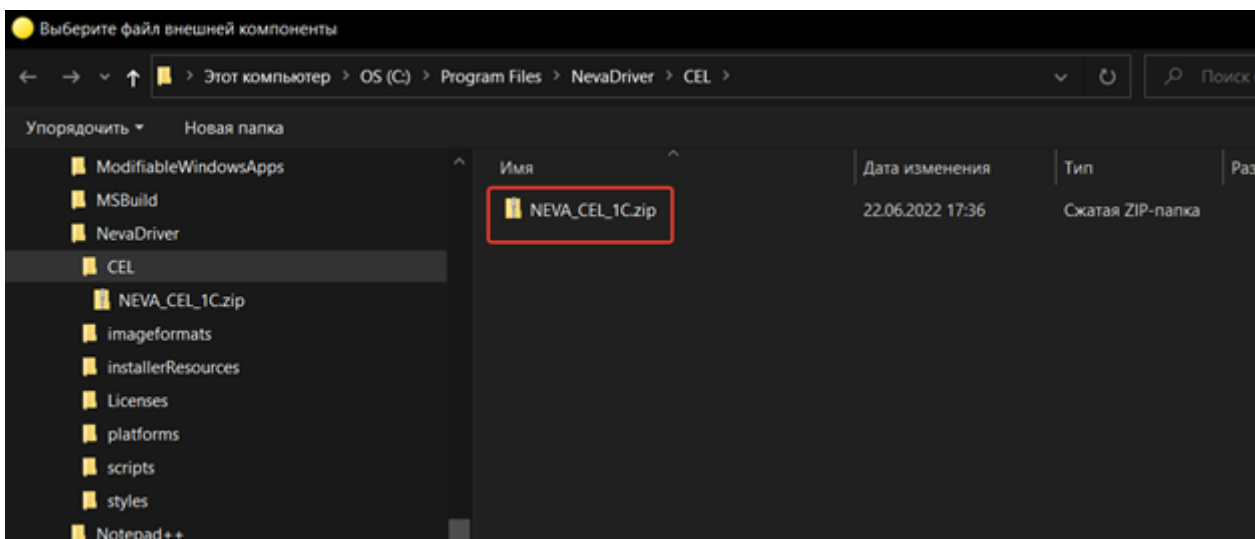 Выберите файл внешней компоненты
Этот компьютер > OS (C:) > Program Files > NevaDriver > CEL >
Поиск
Упорядочить
Новая папка
ModifiableWindowsApps
MSBuild
NevaDriver
CEL
NEVA_CEL_1C.zip
imageformats
installerResources
Licenses
platforms
scripts
styles
Notepad++
Имя
Дата изменения
Тип
Раз
NEVA_CEL_1C.zip
22.06.2022 17:36
Сжатая ZIP-папка